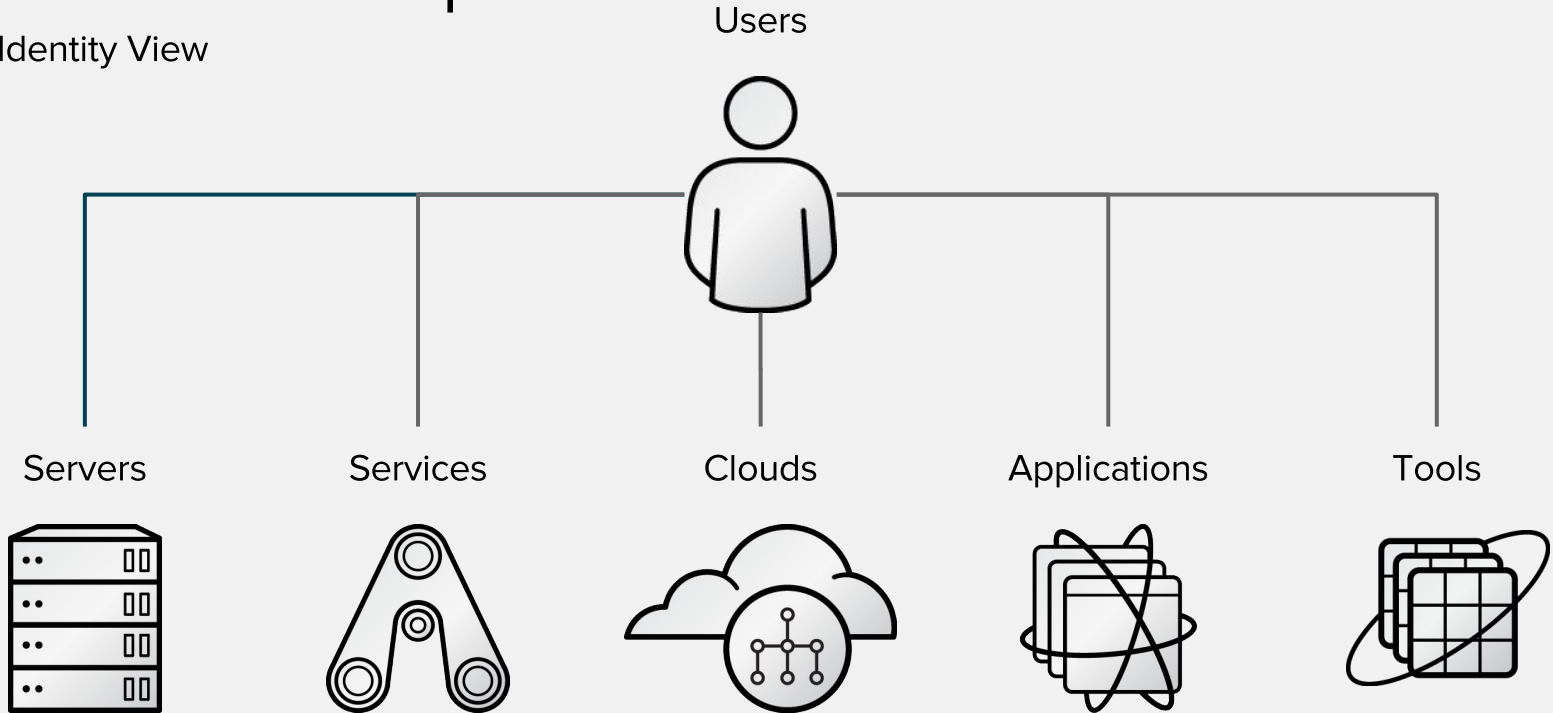 Identity View
Users
Servers
Services
Clouds
Applications
Tools